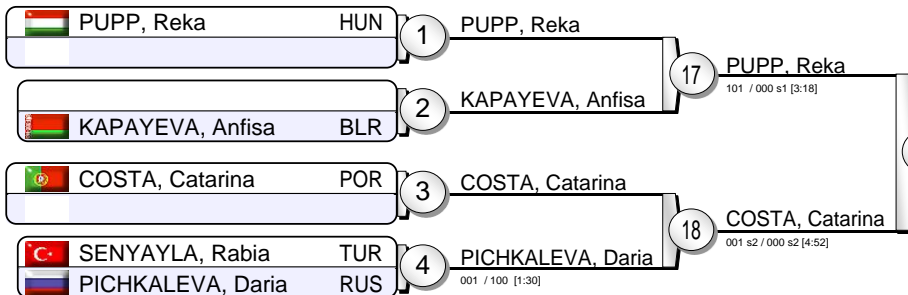 PUPP, Reka HUN
1
PUPP, Reka
17
PUPP, Reka
101 / 000 s1 [3:18]
2
KAPAYEVA, Anfisa
KAPAYEVA, Anfisa BLR
COSTA, Catarina POR
3
COSTA, Catarina
18
COSTA, Catarina
001 s2 / 000 s2 [4:52]
SENYAYLA, Rabia TUR
4
PICHKALEVA, Daria
001 / 100 [1:30]
PICHKALEVA, Daria RUS